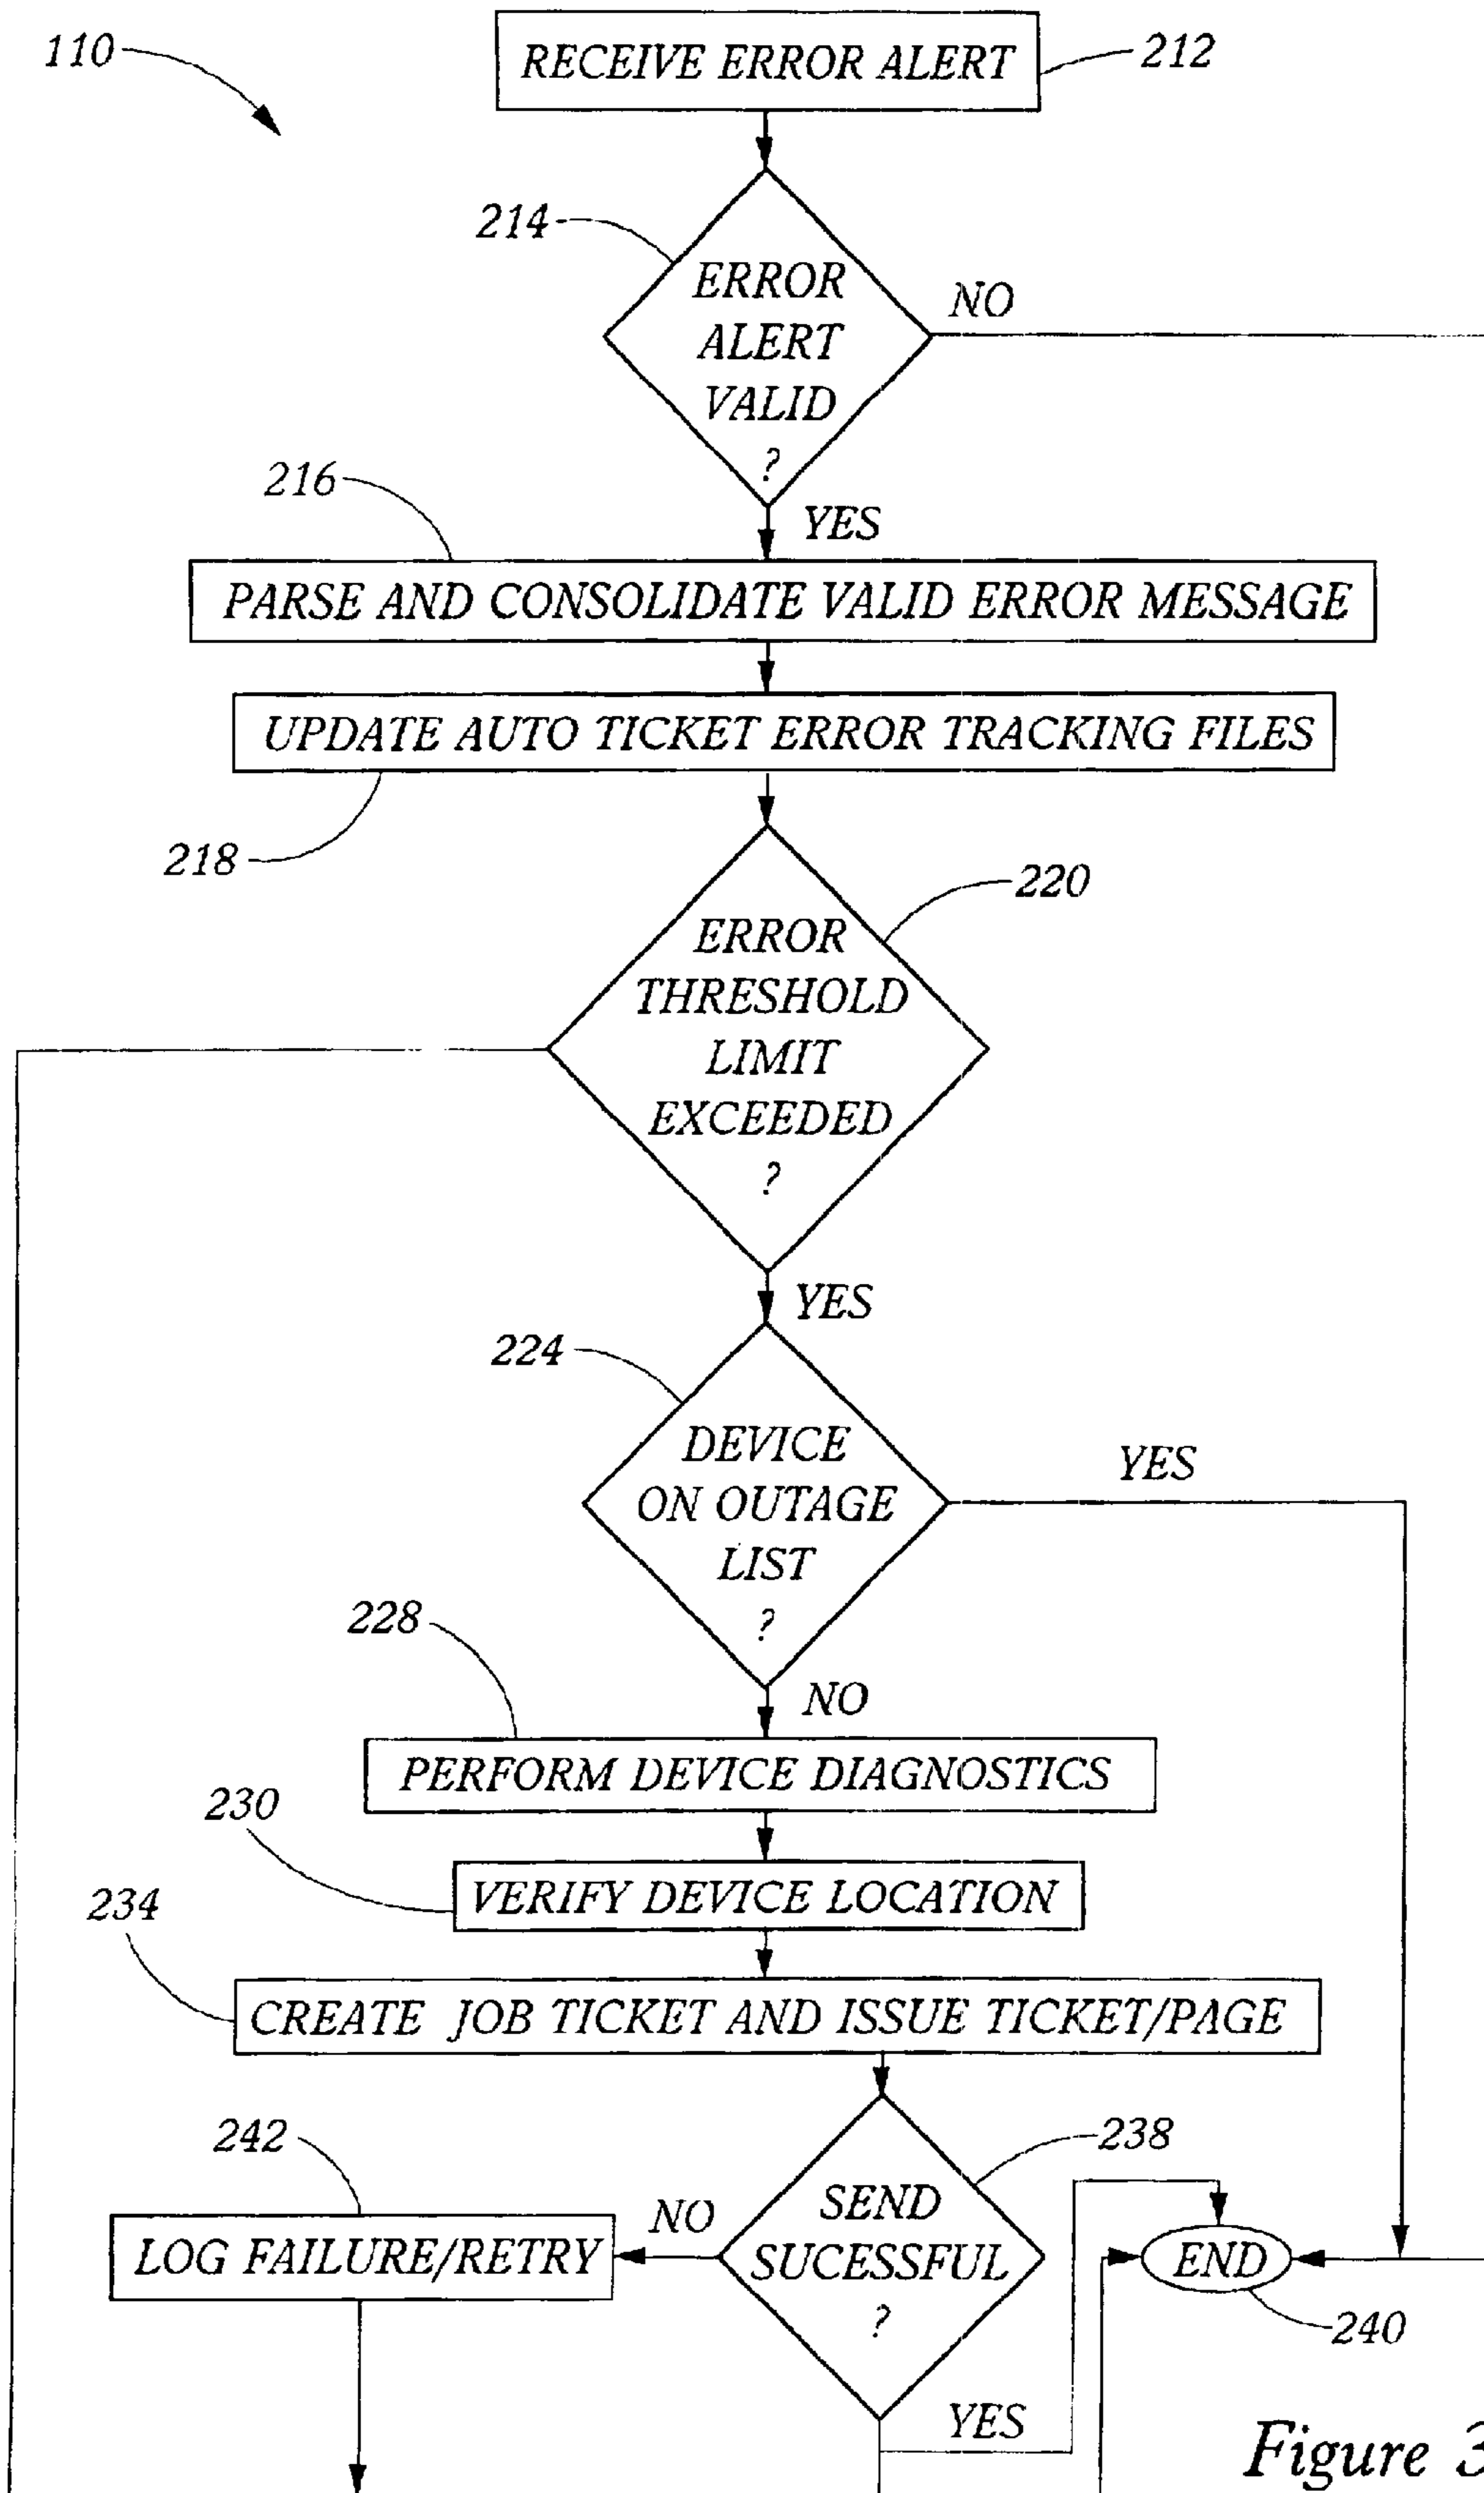 110
RECEIVE ERROR ALERT
212
214
ERROR
ALERT
VALID
?
NO
YES
216
PARSE AND CONSOLIDATE VALID ERROR MESSAGE
UPDATE AUTO TICKET ERROR TRACKING FILES
218
220
ERROR
THRESHOLD
LIMIT
EXCEEDED
?
YES
224
DEVICE
ON OUTAGE
LIST
?
YES
NO
228
PERFORM DEVICE DIAGNOSTICS
230
VERIFY DEVICE LOCATION
234
CREATE JOB TICKET AND ISSUE TICKET/PAGE
242
238
LOG FAILURE/RETRY
NO
SEND
SUCESSFUL
?
END
240
YES
Figure 3